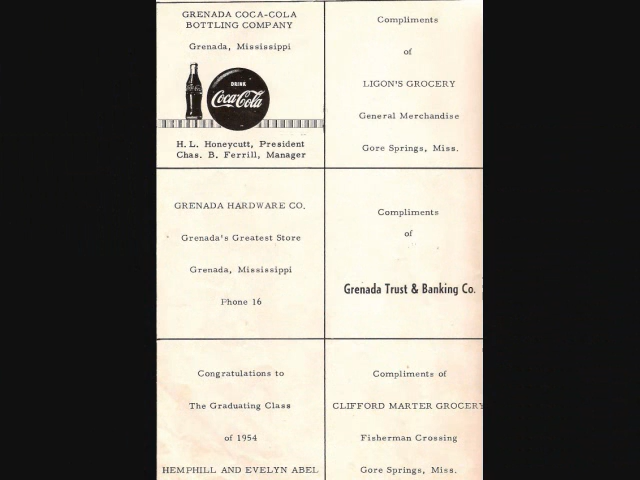 GRENADA COCA-COLA
BOTTLING COMPANY
Grenada, Mississippi
DRINK
Coca-Cola
H. L. Honeycutt, President
Chas. B. Ferrill, Manager
Compliments
of
LIGON'S GROCERY
General Merchandise
Gore Springs, Miss.
GRENADA HARDWARE CO.
Grenada's Greatest Store
Grenada, Mississippi
Phone 16
Compliments
of
Grenada Trust & Banking Co.
Congratulations to
The Graduating Class
of 1954
HEMPHILL AND EVELYN ABEL
Compliments of
CLIFFORD MARTER GROCERY
Fisherman Crossing
Gore Springs, Miss.